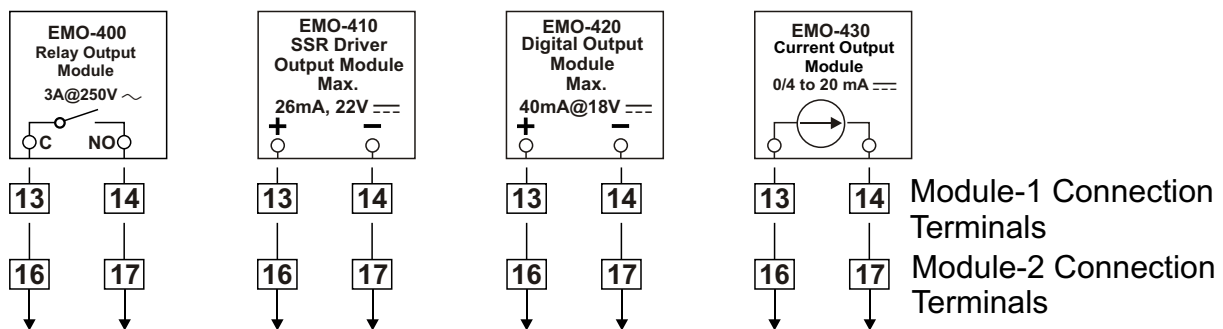 EMO-400
Relay Output
Module
3A@250V ~
C NO
EMO-410
SSR Driver
Output Module
Max.
26mA, 22V
+ −
EMO-420
Digital Output
Module
Max.
40mA@18V
+ −
EMO-430
Current Output
Module
0/4 to 20 mA
13 14 13 14 13 14 13 14 Module-1 Connection
Terminals
16 17 16 17 16 17 16 17 Module-2 Connection
Terminals